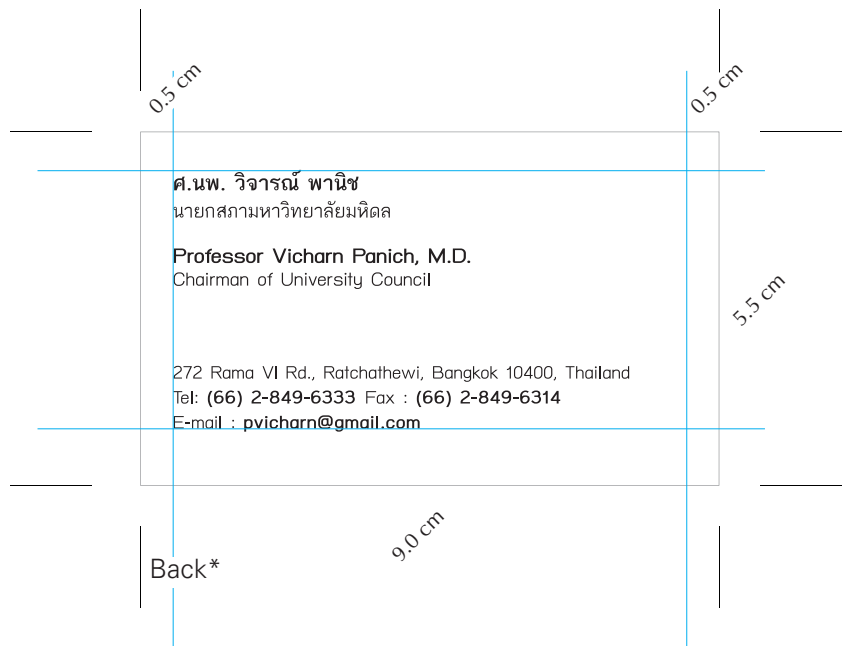 0.5 cm
0.5 cm
ศ.นพ. วิจารณ์ พานิช
นายกสภามหาวิทยาลัยมหิดล
Professor Vicharn Panich, M.D.
Chairman of University Council
5.5 cm
272 Rama VI Rd., Ratchathewi, Bangkok 10400, Thailand
Tel: (66) 2-849-6333 Fax : (66) 2-849-6314
E-mail : pvicharn@gmail.com
9.0 cm
Back*